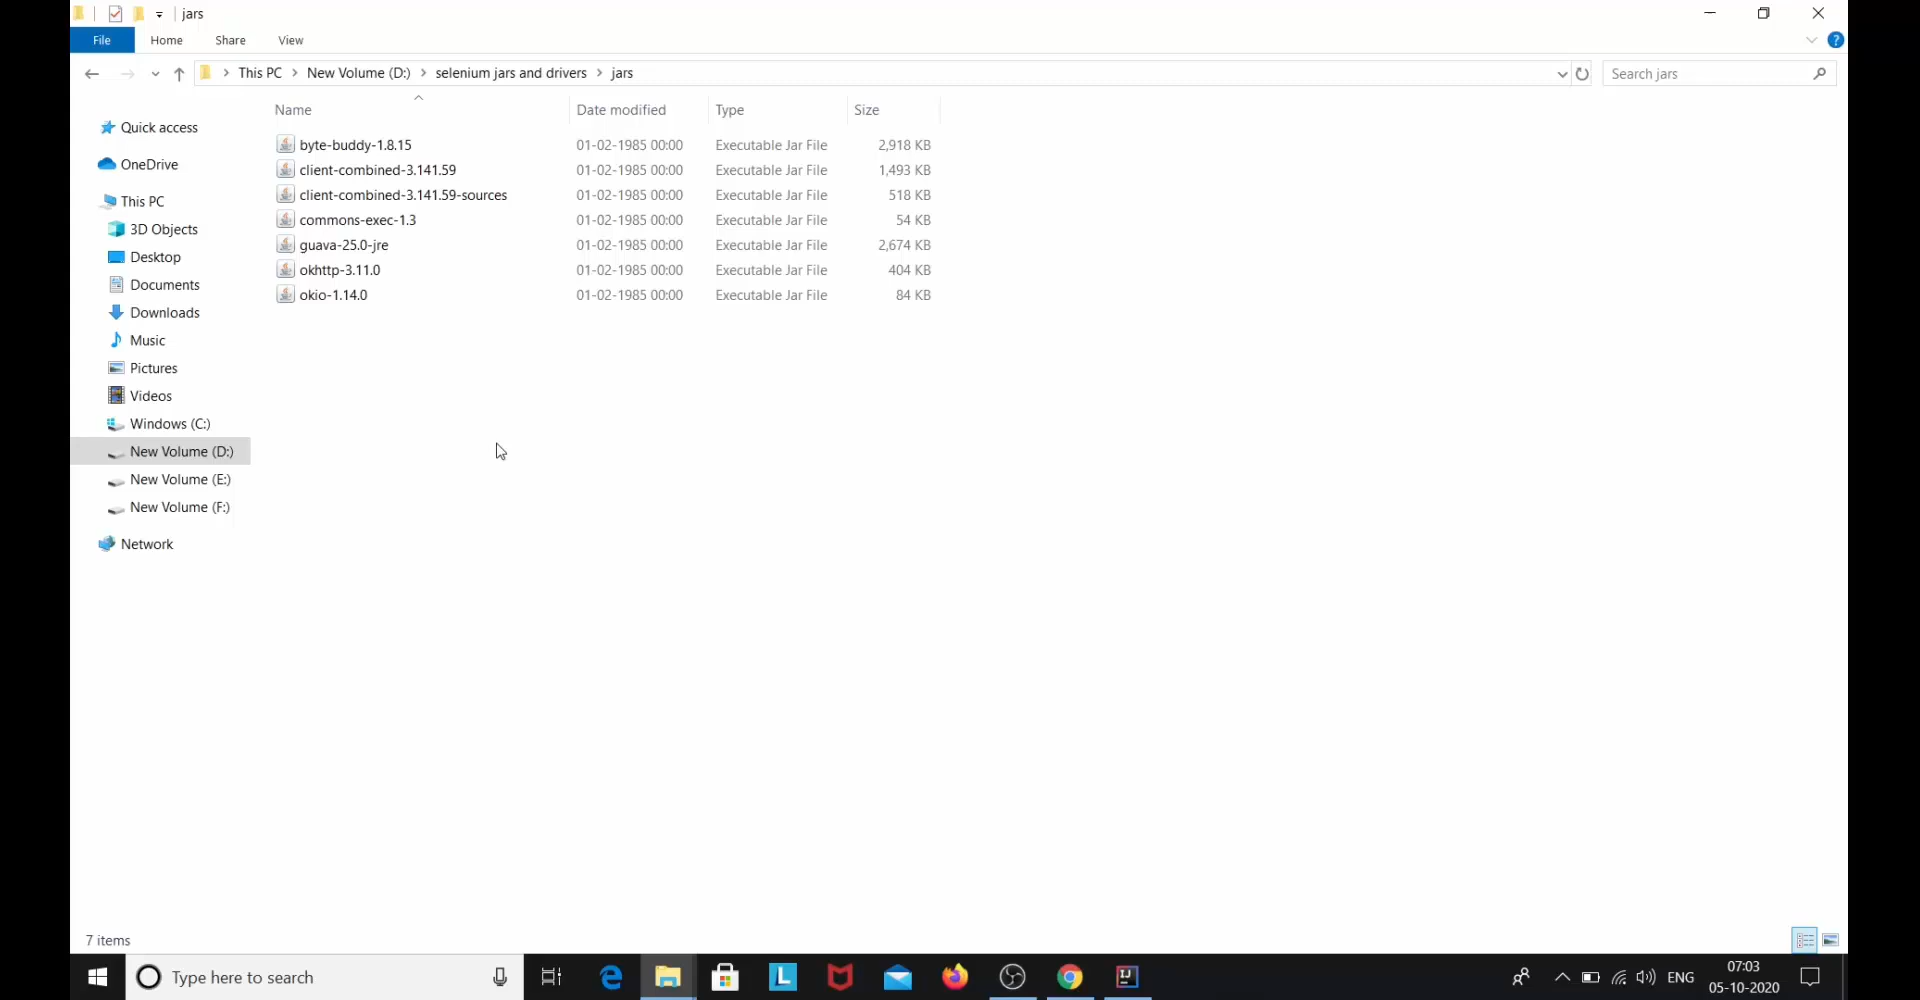 jars
File Home Share View
This PC New Volume (D:) selenium jars and drivers jars
Search jars
Name Date modified Type Size
byte-buddy-1.8.15 01-02-1985 00:00 Executable Jar File 2,918 KB
client-combined-3.141.59 01-02-1985 00:00 Executable Jar File 1,493 KB
client-combined-3.141.59-sources 01-02-1985 00:00 Executable Jar File 518 KB
commons-exec-1.3 01-02-1985 00:00 Executable Jar File 54 KB
guava-25.0-jre 01-02-1985 00:00 Executable Jar File 2,674 KB
okhttp-3.11.0 01-02-1985 00:00 Executable Jar File 404 KB
okio-1.14.0 01-02-1985 00:00 Executable Jar File 84 KB
Quick access
OneDrive
This PC
3D Objects
Desktop
Documents
Downloads
Music
Pictures
Videos
Windows (C:)
New Volume (D:)
New Volume (E:)
New Volume (F:)
Network
7 items
Type here to search
ENG
07:03
05-10-2020